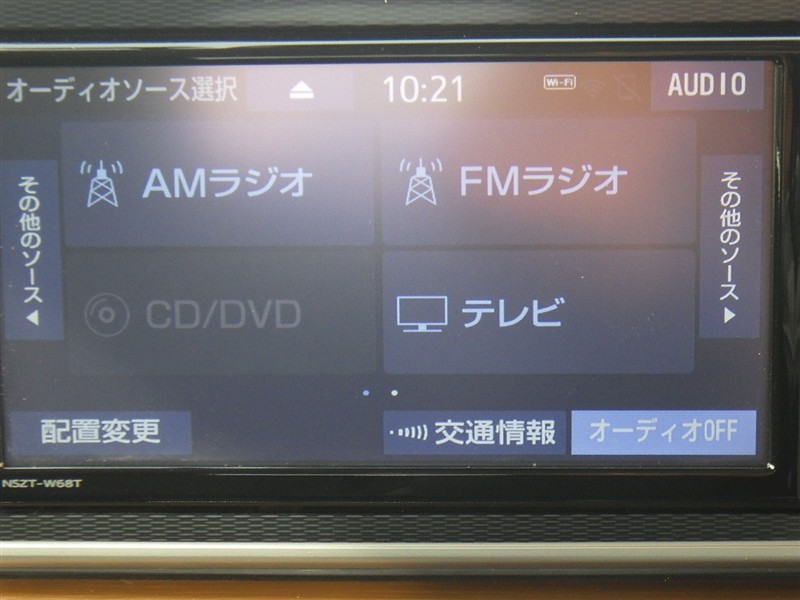 オーディオソース選択
10:21
Wi-Fi
AUDIO
その他のソース
AMラジオ
FMラジオ
その他のソース
CD/DVD
テレビ
配置変更
交通情報
オーディオOFF
NSZT-W68T